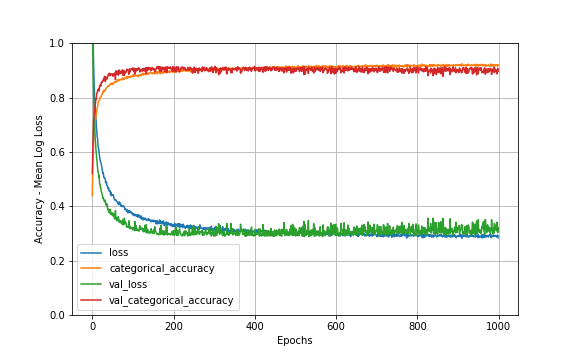 1.0
0.8
0.6
0.4
0.2
0.0
Accuracy - Mean Log Loss
loss
categorical_accuracy
val_loss
val_categorical_accuracy
0 200 400 600 800 1000
Epochs